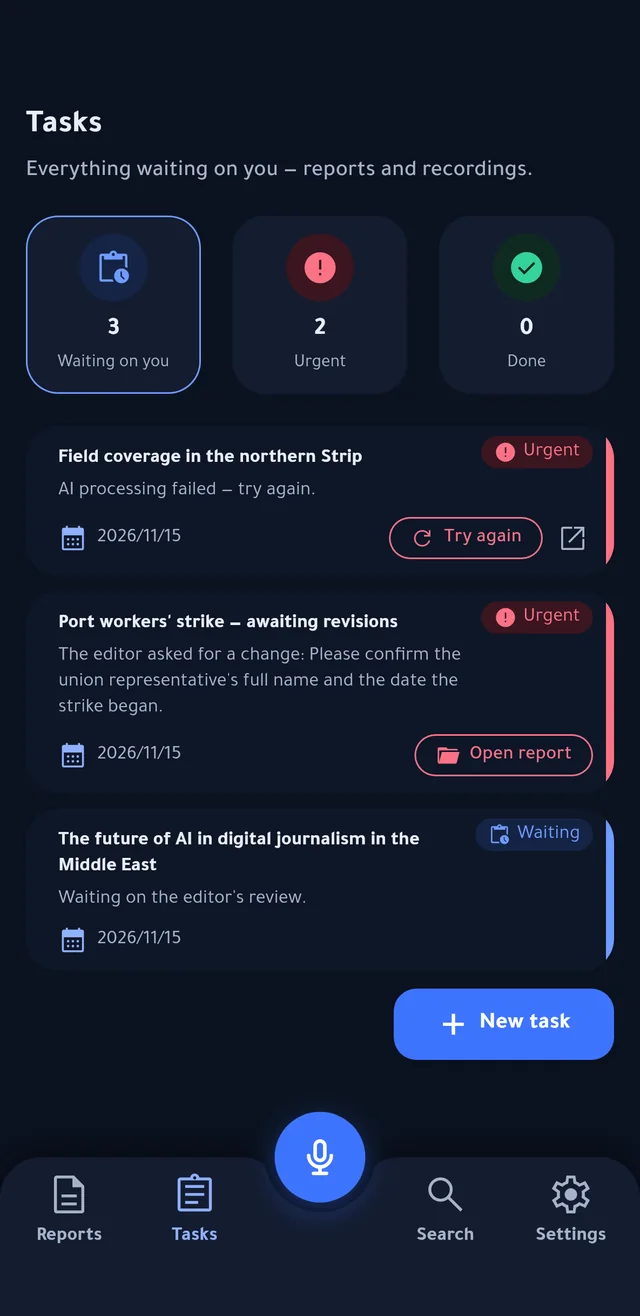 Tasks
Everything waiting on you – reports and recordings.
3
Waiting on you
2
Urgent
0
Done
Field coverage in the northern Strip
Urgent
AI processing failed – try again.
2026/11/15
Try again
Port workers' strike – awaiting revisions
Urgent
The editor asked for a change: Please confirm the
union representative's full name and the date the
strike began.
2026/11/15
Open report
The future of AI in digital journalism in the
Middle East
Waiting
Waiting on the editor's review.
2026/11/15
New task
Reports
Tasks
Search
Settings